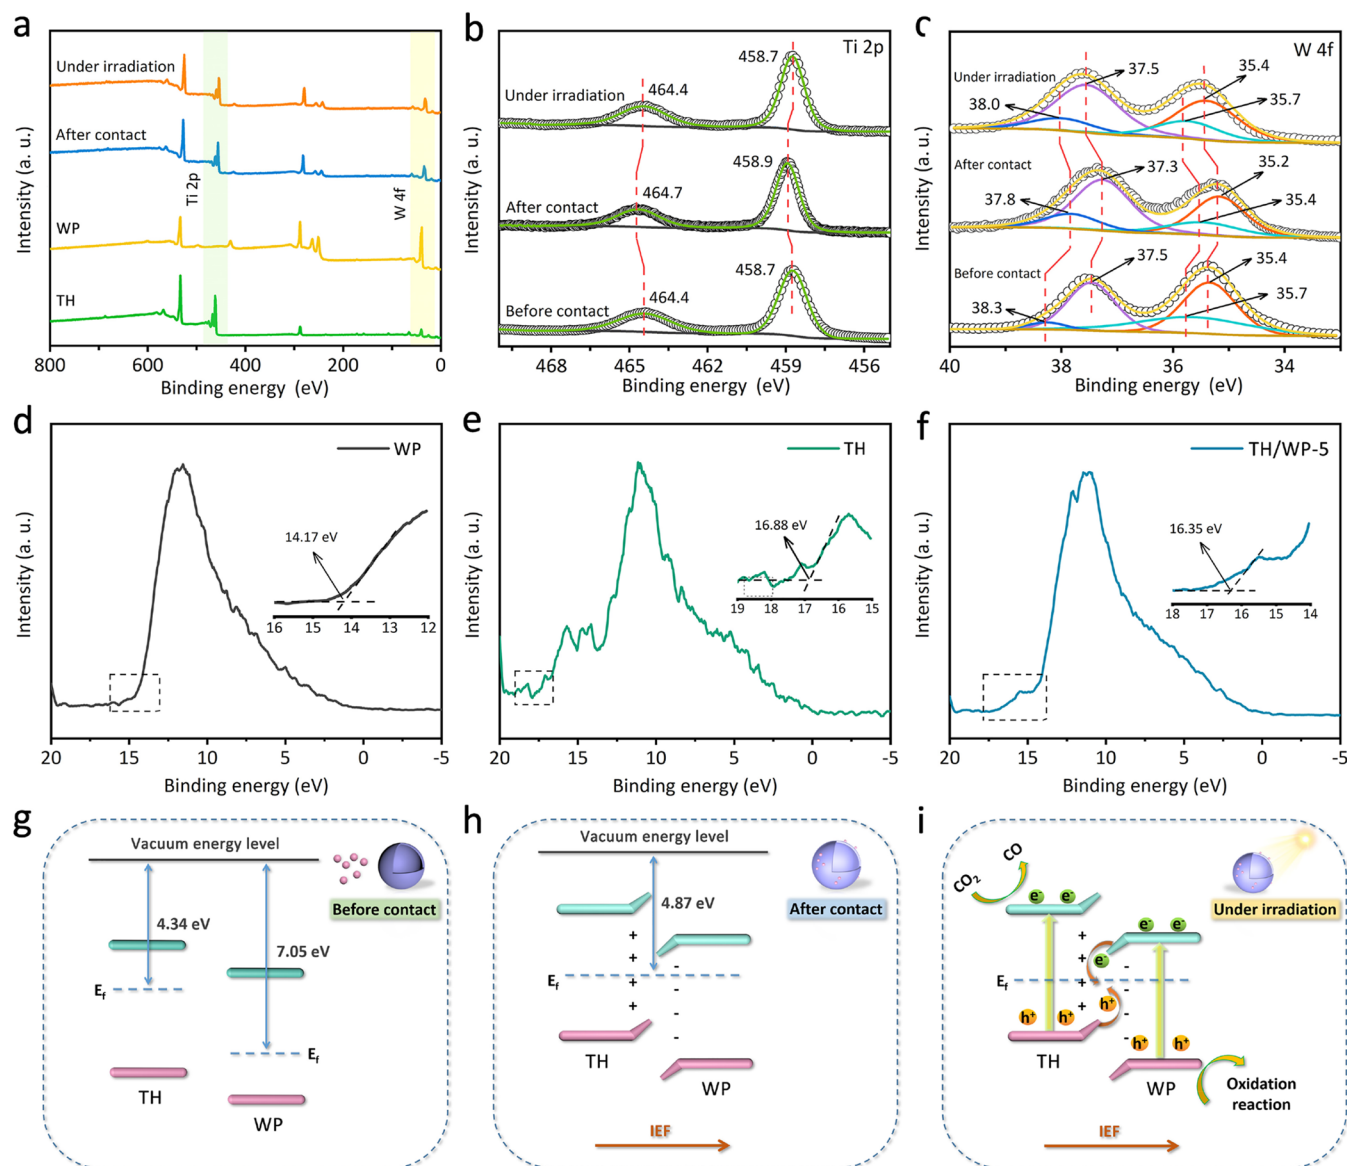 a
Under irradiation
After contact
WP
TH
Ti 2p
W 4f
Intensity (a. u.)
800
600
400
200
0
Binding energy (eV)
b
Ti 2p
458.7
464.4
Under irradiation
458.9
464.7
After contact
458.7
464.4
Before contact
Intensity (a. u.)
468
465
462
459
456
Binding energy (eV)
c
W 4f
Under irradiation
37.5
35.4
38.0
35.7
After contact
37.3
35.2
37.8
35.4
Before contact
37.5
35.4
38.3
35.7
Intensity (a. u.)
40
38
36
34
Binding energy (eV)
d
WP
14.17 eV
16
15
14
13
12
Intensity (a. u.)
20
15
10
5
0
-5
Binding energy (eV)
e
TH
16.88 eV
19
18
17
16
15
Intensity (a. u.)
20
15
10
5
0
-5
Binding energy (eV)
f
TH/WP-5
16.35 eV
18
17
16
15
14
Intensity (a. u.)
20
15
10
5
0
-5
Binding energy (eV)
g
Vacuum energy level
Before contact
4.34 eV
7.05 eV
Ef
Ef
TH
WP
h
Vacuum energy level
4.87 eV
After contact
+
+
+
+
-
-
-
-
Ef
TH
WP
IEF
i
CO
CO2
Under irradiation
e-
e-
e-
e-
e-
+
+
+
+
-
-
-
-
Ef
h+
h+
h+
h+
h+
TH
WP
Oxidation
reaction
IEF